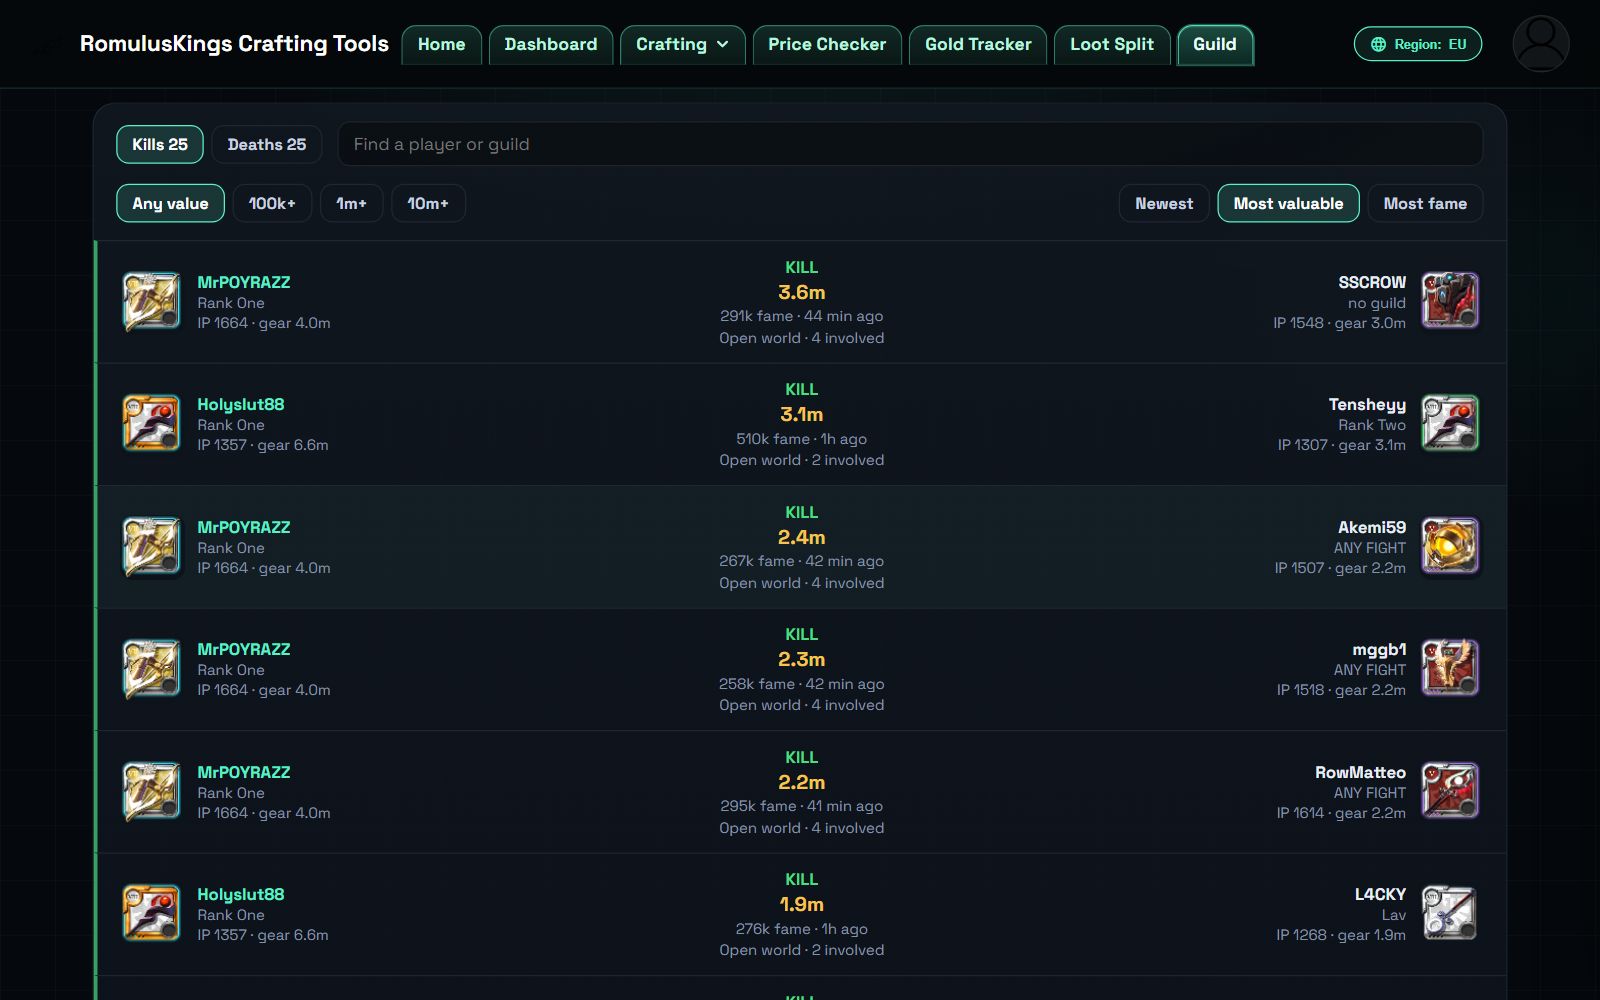 RomulusKings Crafting Tools
Home
Dashboard
Crafting
Price Checker
Gold Tracker
Loot Split
Guild
Region: EU
Kills 25
Deaths 25
Find a player or guild
Any value
100k+
1m+
10m+
Newest
Most valuable
Most fame
MrPOYRAZZ
Rank One
IP 1664 · gear 4.0m
KILL
3.6m
291k fame · 44 min ago
Open world · 4 involved
SSCROW
no guild
IP 1548 · gear 3.0m
Holyslut88
Rank One
IP 1357 · gear 6.6m
KILL
3.1m
510k fame · 1h ago
Open world · 2 involved
Tensheyy
Rank Two
IP 1307 · gear 3.1m
MrPOYRAZZ
Rank One
IP 1664 · gear 4.0m
KILL
2.4m
267k fame · 42 min ago
Open world · 4 involved
Akemi59
ANY FIGHT
IP 1507 · gear 2.2m
MrPOYRAZZ
Rank One
IP 1664 · gear 4.0m
KILL
2.3m
258k fame · 42 min ago
Open world · 4 involved
mggb1
ANY FIGHT
IP 1518 · gear 2.2m
MrPOYRAZZ
Rank One
IP 1664 · gear 4.0m
KILL
2.2m
295k fame · 41 min ago
Open world · 4 involved
RowMatteo
ANY FIGHT
IP 1614 · gear 2.2m
Holyslut88
Rank One
IP 1357 · gear 6.6m
KILL
1.9m
276k fame · 1h ago
Open world · 2 involved
L4CKY
Lav
IP 1268 · gear 1.9m